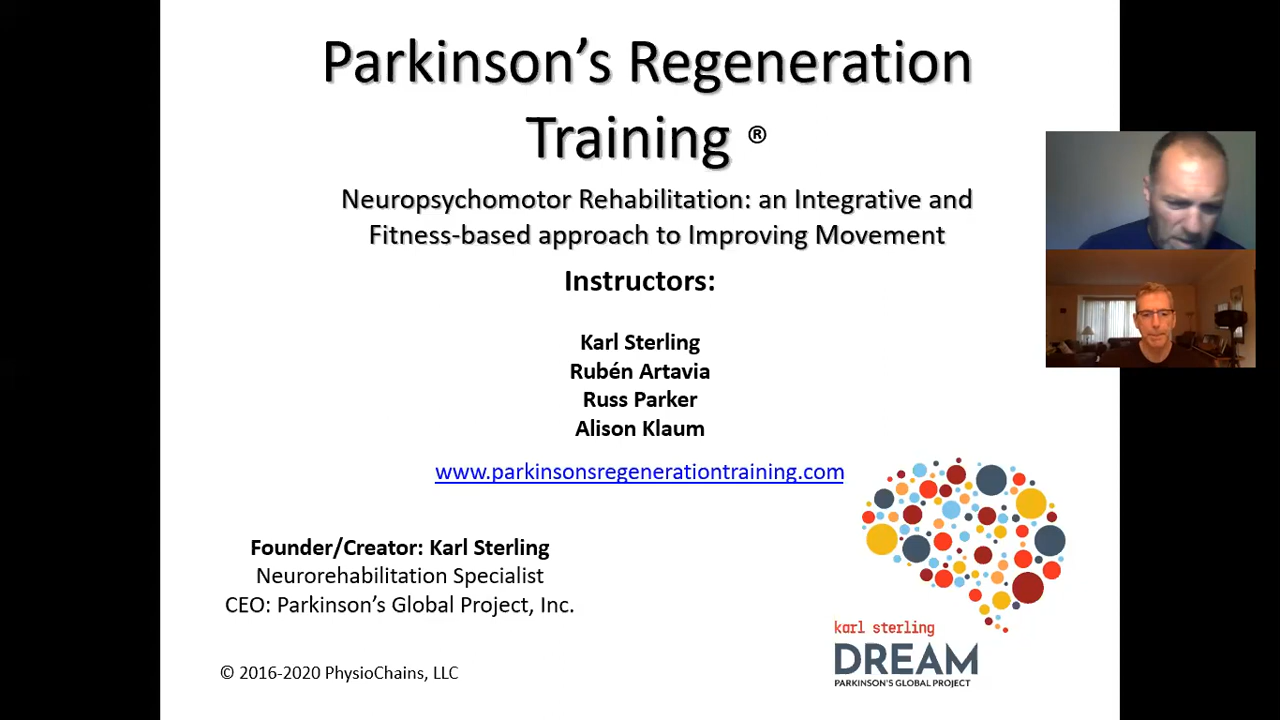 Parkinson’s Regeneration
Training ®
Neuropsychomotor Rehabilitation: an Integrative and
Fitness-based approach to Improving Movement
Instructors:
Karl Sterling
Rubén Artavia
Russ Parker
Alison Klaum
www.parkinsonsregenerationtraining.com
Founder/Creator: Karl Sterling
Neurorehabilitation Specialist
CEO: Parkinson’s Global Project, Inc.
© 2016-2020 PhysioChains, LLC
karl sterling
DREAM
PARKINSON'S GLOBAL PROJECT